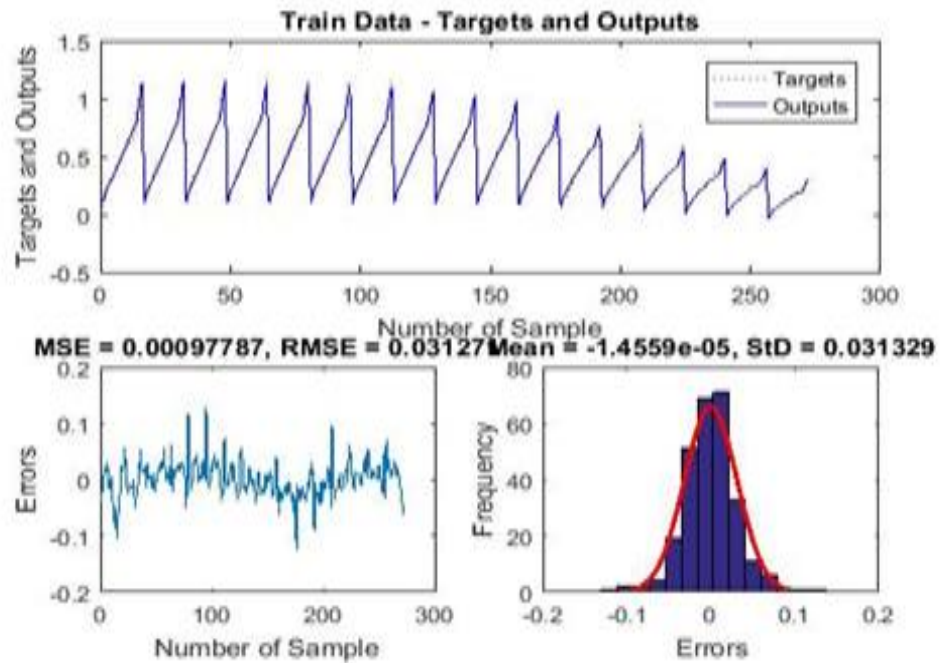 Train Data - Targets and Outputs
Targets and Outputs
1.5
1
0.5
0
-0.5
Targets
Outputs
0 50 100 150 200 250 300
Number of Sample
MSE = 0.00097787, RMSE = 0.03127
Mean = -1.4559e-05, StD = 0.031329
Errors
0.2
0.1
0
-0.1
-0.2
0 100 200 300
Number of Sample
Frequency
80
60
40
20
0
-0.2 -0.1 0 0.1 0.2
Errors